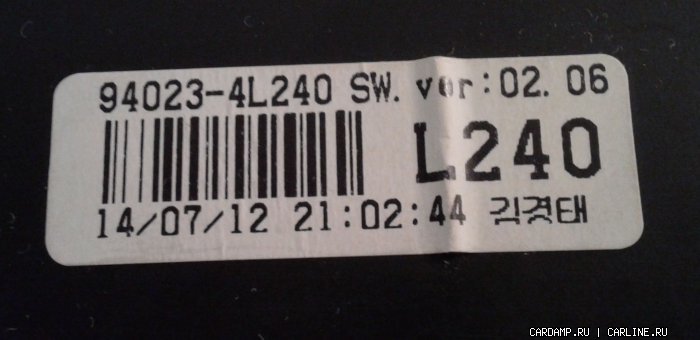 94023-4L240 SW. ver:02. 06
L240
14/07/12 21:02:44 김경태
CARDAMP.RU | CARLINE.RU